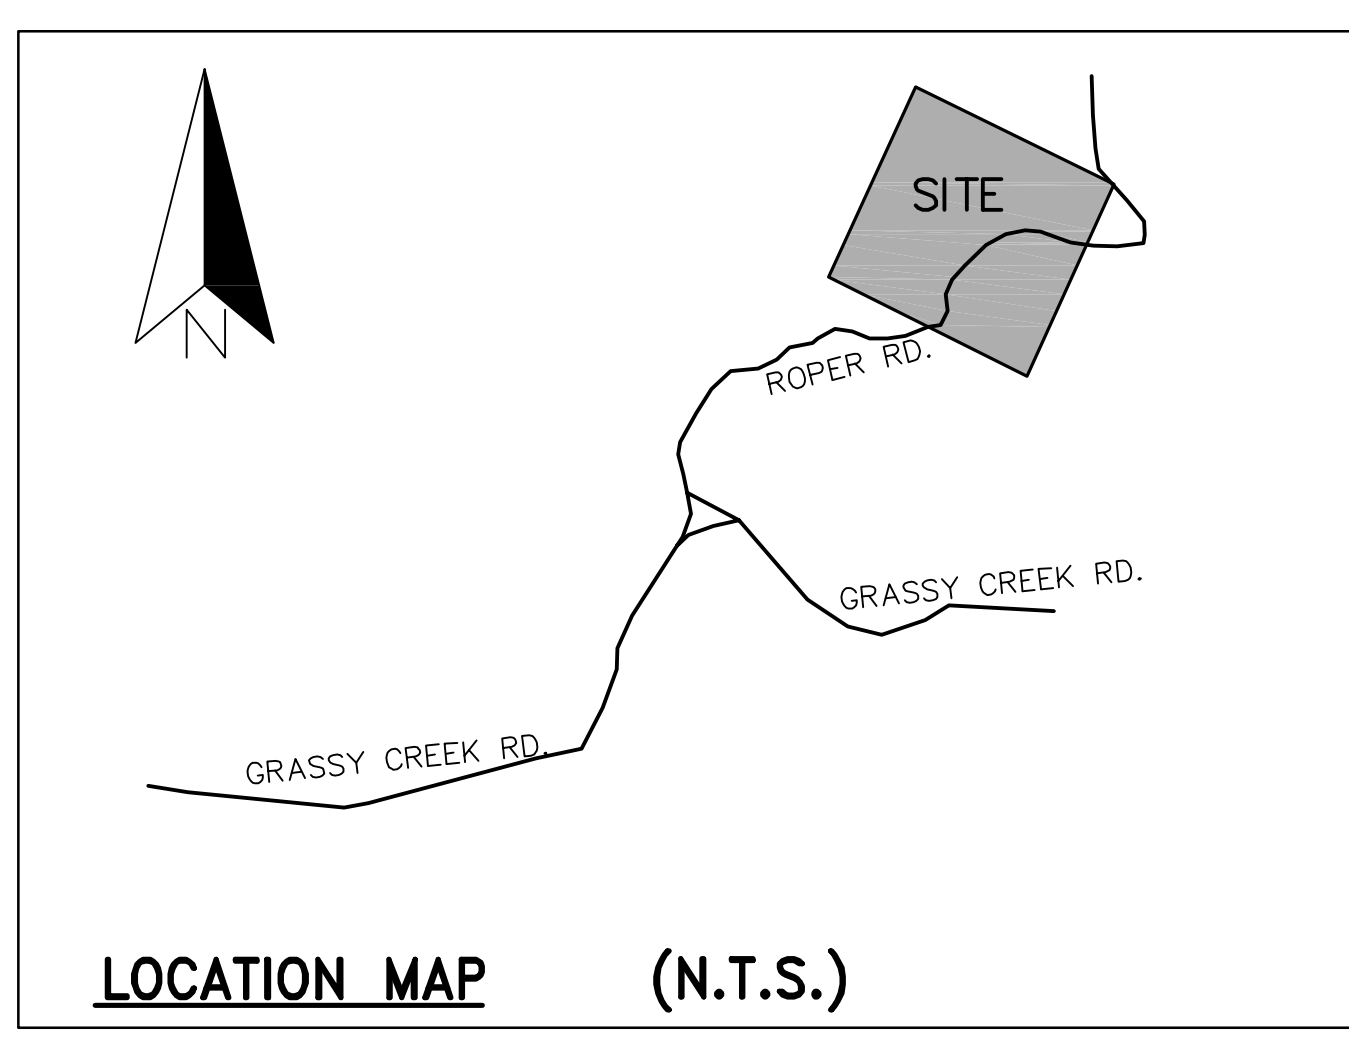 SITE
N
ROPER RD.
GRASSY CREEK RD.
GRASSY CREEK RD.
LOCATION MAP (N.T.S.)